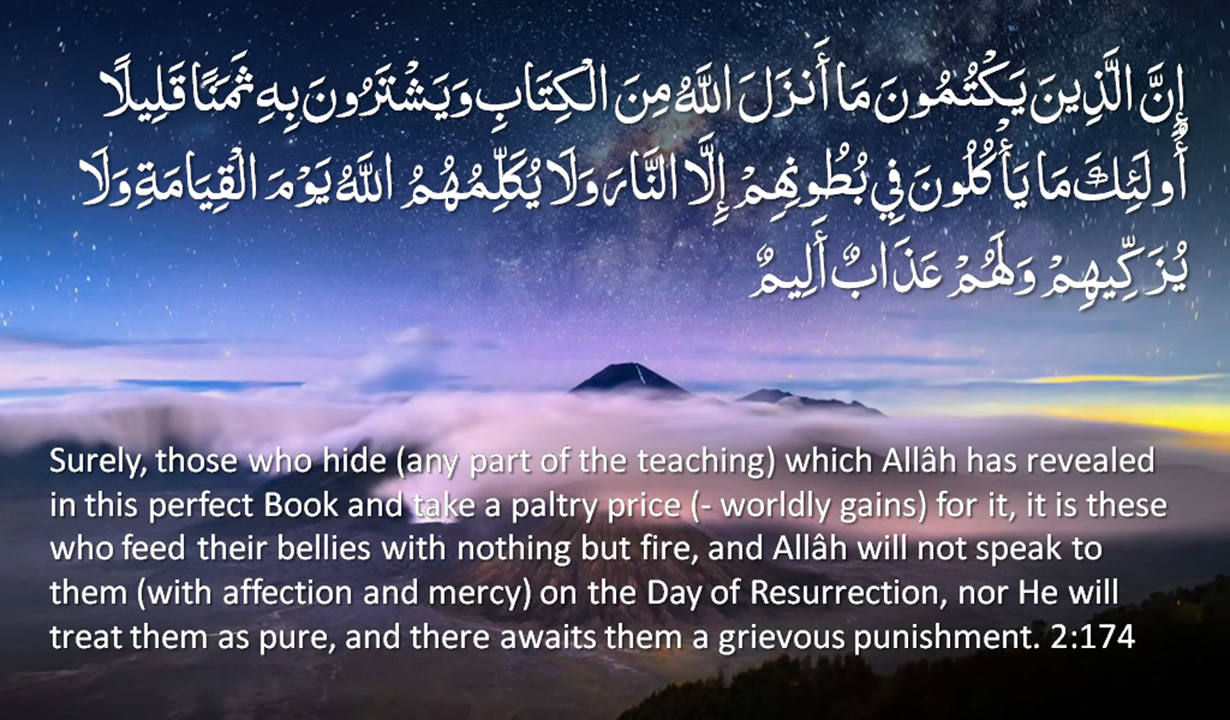 إِنَّ الَّذِينَ يَكْتُمُونَ مَا أَنزَلَ اللَّهُ مِنَ الْكِتَابِ وَيَشْتَرُونَ بِهِ ثَمَنًا قَلِيلًا
أُولَٰئِكَ مَا يَأْكُلُونَ فِي بُطُونِهِمْ إِلَّا النَّارَ وَلَا يُكَلِّمُهُمُ اللَّهُ يَوْمَ الْقِيَامَةِ وَلَا
يُزَكِّيهِمْ وَلَهُمْ عَذَابٌ أَلِيمٌ
Surely, those who hide (any part of the teaching) which Allâh has revealed
in this perfect Book and take a paltry price (- worldly gains) for it, it is these
who feed their bellies with nothing but fire, and Allâh will not speak to
them (with affection and mercy) on the Day of Resurrection, nor He will
treat them as pure, and there awaits them a grievous punishment. 2:174